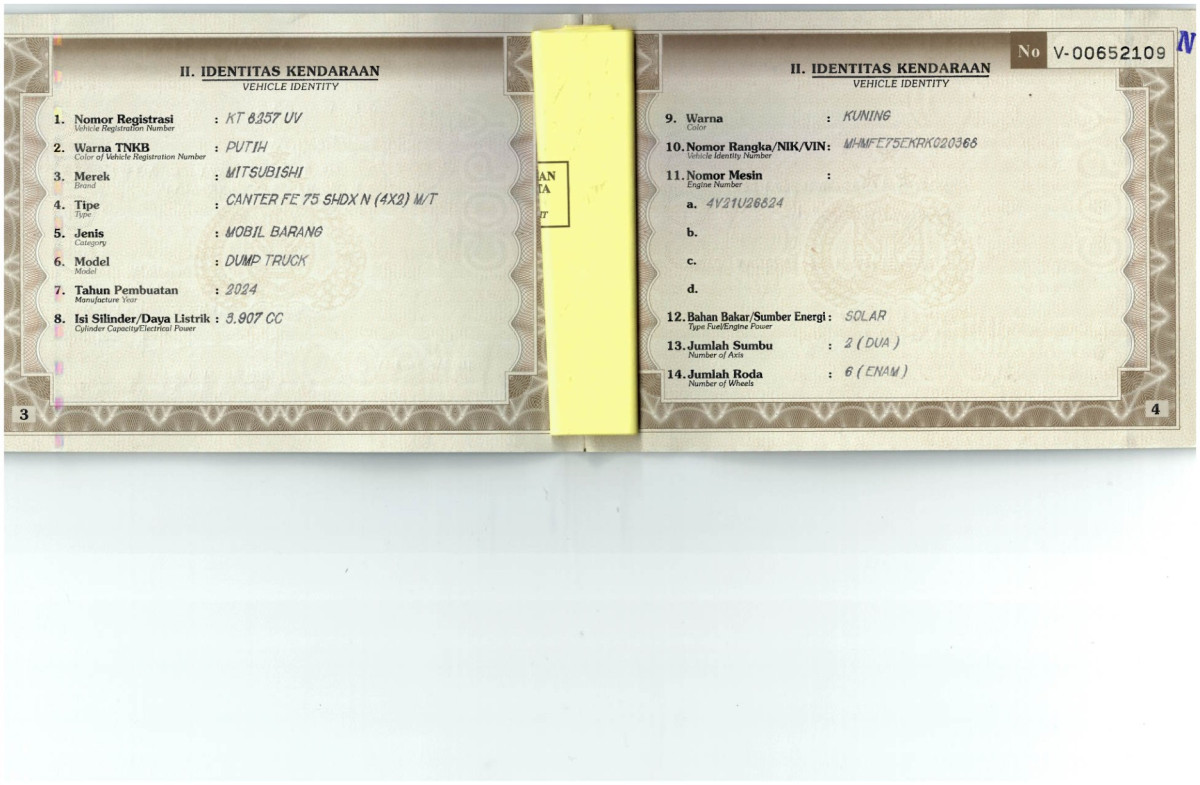 II. IDENTITAS KENDARAAN
VEHICLE IDENTITY
1. Nomor Registrasi : KT 8257 UV
Vehicle Registration Number
2. Warna TNKB : PUTIH
Color of Vehicle Registration Number
3. Merek : MITSUBISHI
Brand
4. Tipe : CANTER FE 75 SHDX N (4X2) M/T
Type
5. Jenis : MOBIL BARANG
Category
6. Model : DUMP TRUCK
Model
7. Tahun Pembuatan : 2024
Manufacture Year
8. Isi Silinder/Daya Listrik : 3.907 CC
Cylinder Capacity/Electrical Power
3
AN
TA
IT
No V-00652109
N
II. IDENTITAS KENDARAAN
VEHICLE IDENTITY
9. Warna : KUNING
Color
10. Nomor Rangka/NIK/VIN : MHMFE75EKRK020368
Vehicle Identity Number
11. Nomor Mesin :
Engine Number
a. 4V21U26824
b.
c.
d.
12. Bahan Bakar/Sumber Energi : SOLAR
Type Fuel/Engine Power
13. Jumlah Sumbu : 2 ( DUA )
Number of Axis
14. Jumlah Roda : 6 ( ENAM )
Number of Wheels
4